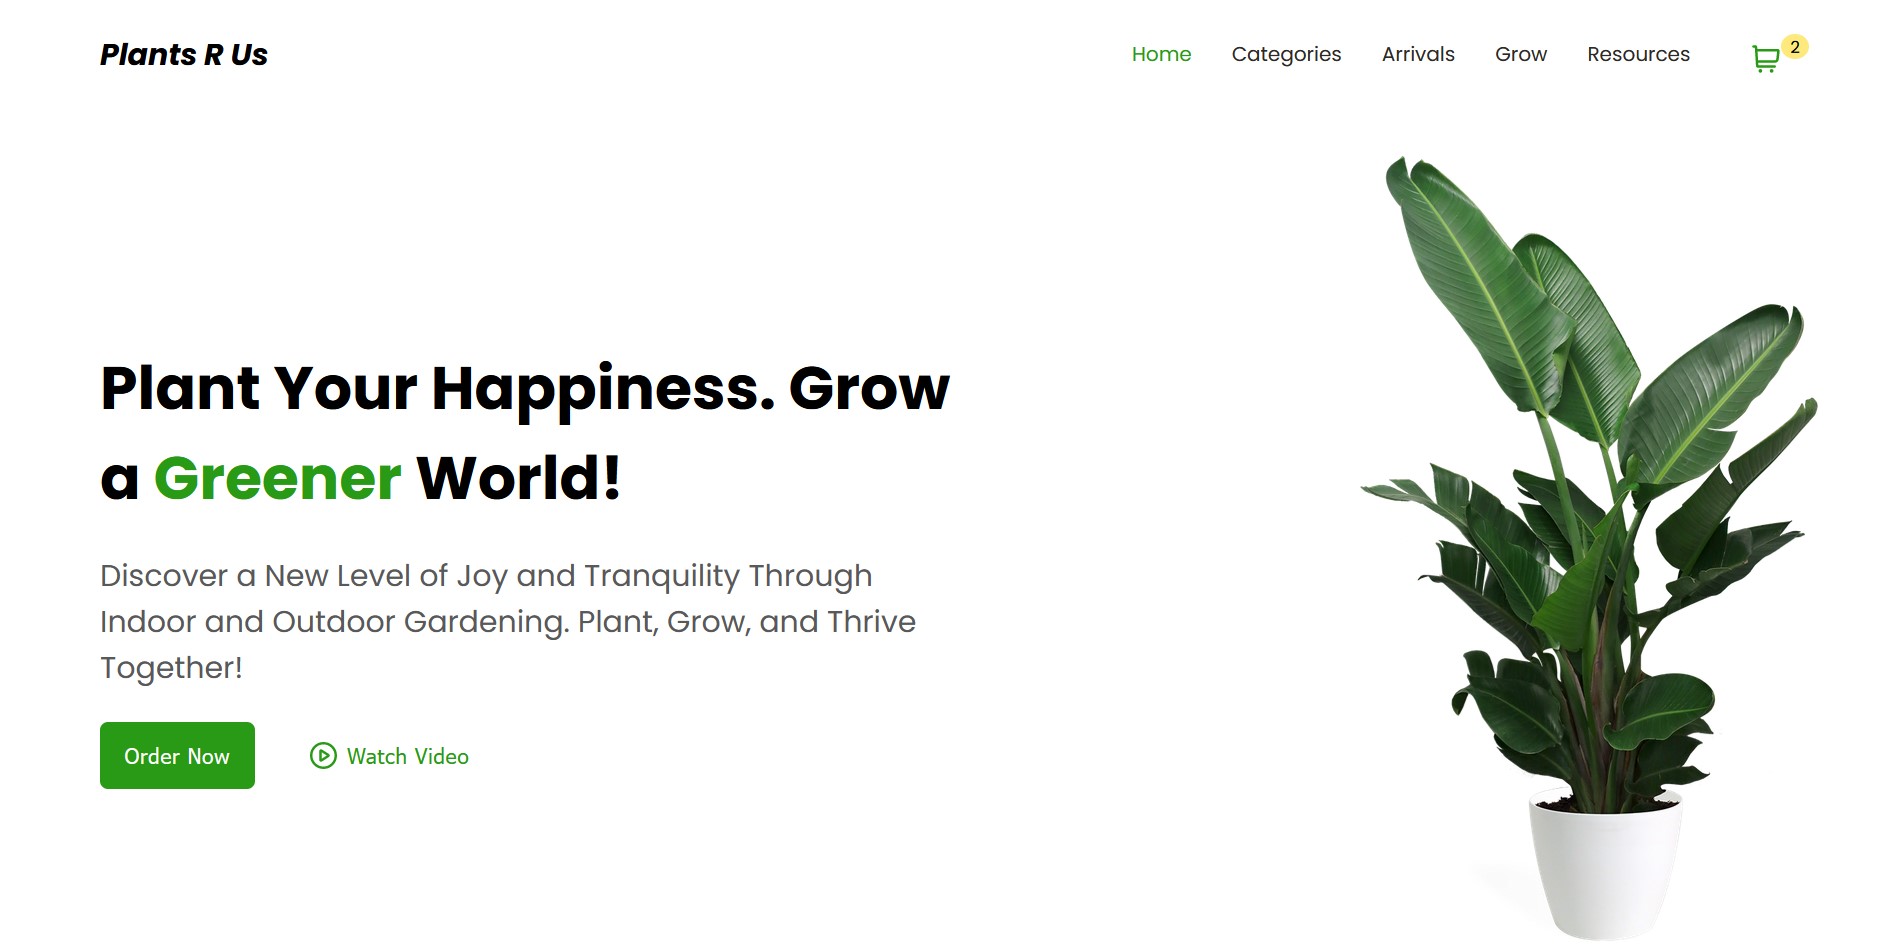 Plants R Us
Home Categories Arrivals Grow Resources 2
Plant Your Happiness. Grow
a Greener World!
Discover a New Level of Joy and Tranquility Through
Indoor and Outdoor Gardening. Plant, Grow, and Thrive
Together!
Order Now Watch Video